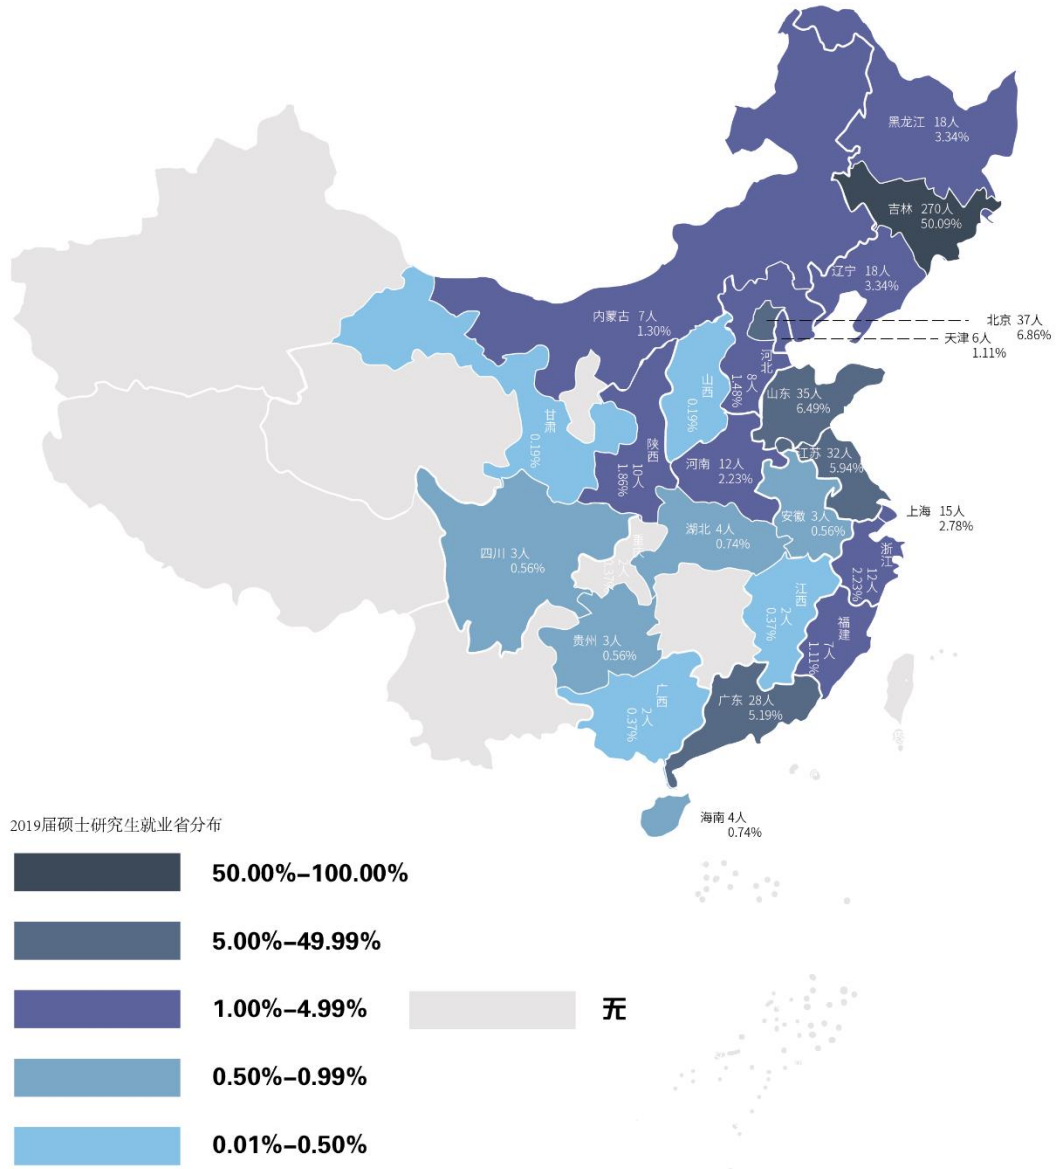 黑龙江 18人
3.34%
吉林 270人
50.09%
辽宁 18人
3.34%
内蒙古 7人
1.30%
北京 37人
6.86%
天津 6人
1.11%
河北
8人
1.48%
山西
0.19%
山东 35人
6.49%
甘肃
0.19%
陕西
10人
1.86%
河南 12人
2.23%
江苏 32人
5.94%
上海 15人
2.78%
安徽 3人
0.56%
湖北 4人
0.74%
四川 3人
0.56%
重庆
0.37%
浙江
12人
2.23%
江西
2人
0.37%
福建
7人
1.11%
贵州 3人
0.56%
广西
2人
0.37%
广东 28人
5.19%
海南 4人
0.74%
2019届硕士研究生就业省分布
50.00%–100.00%
5.00%–49.99%
1.00%–4.99%
无
0.50%–0.99%
0.01%–0.50%